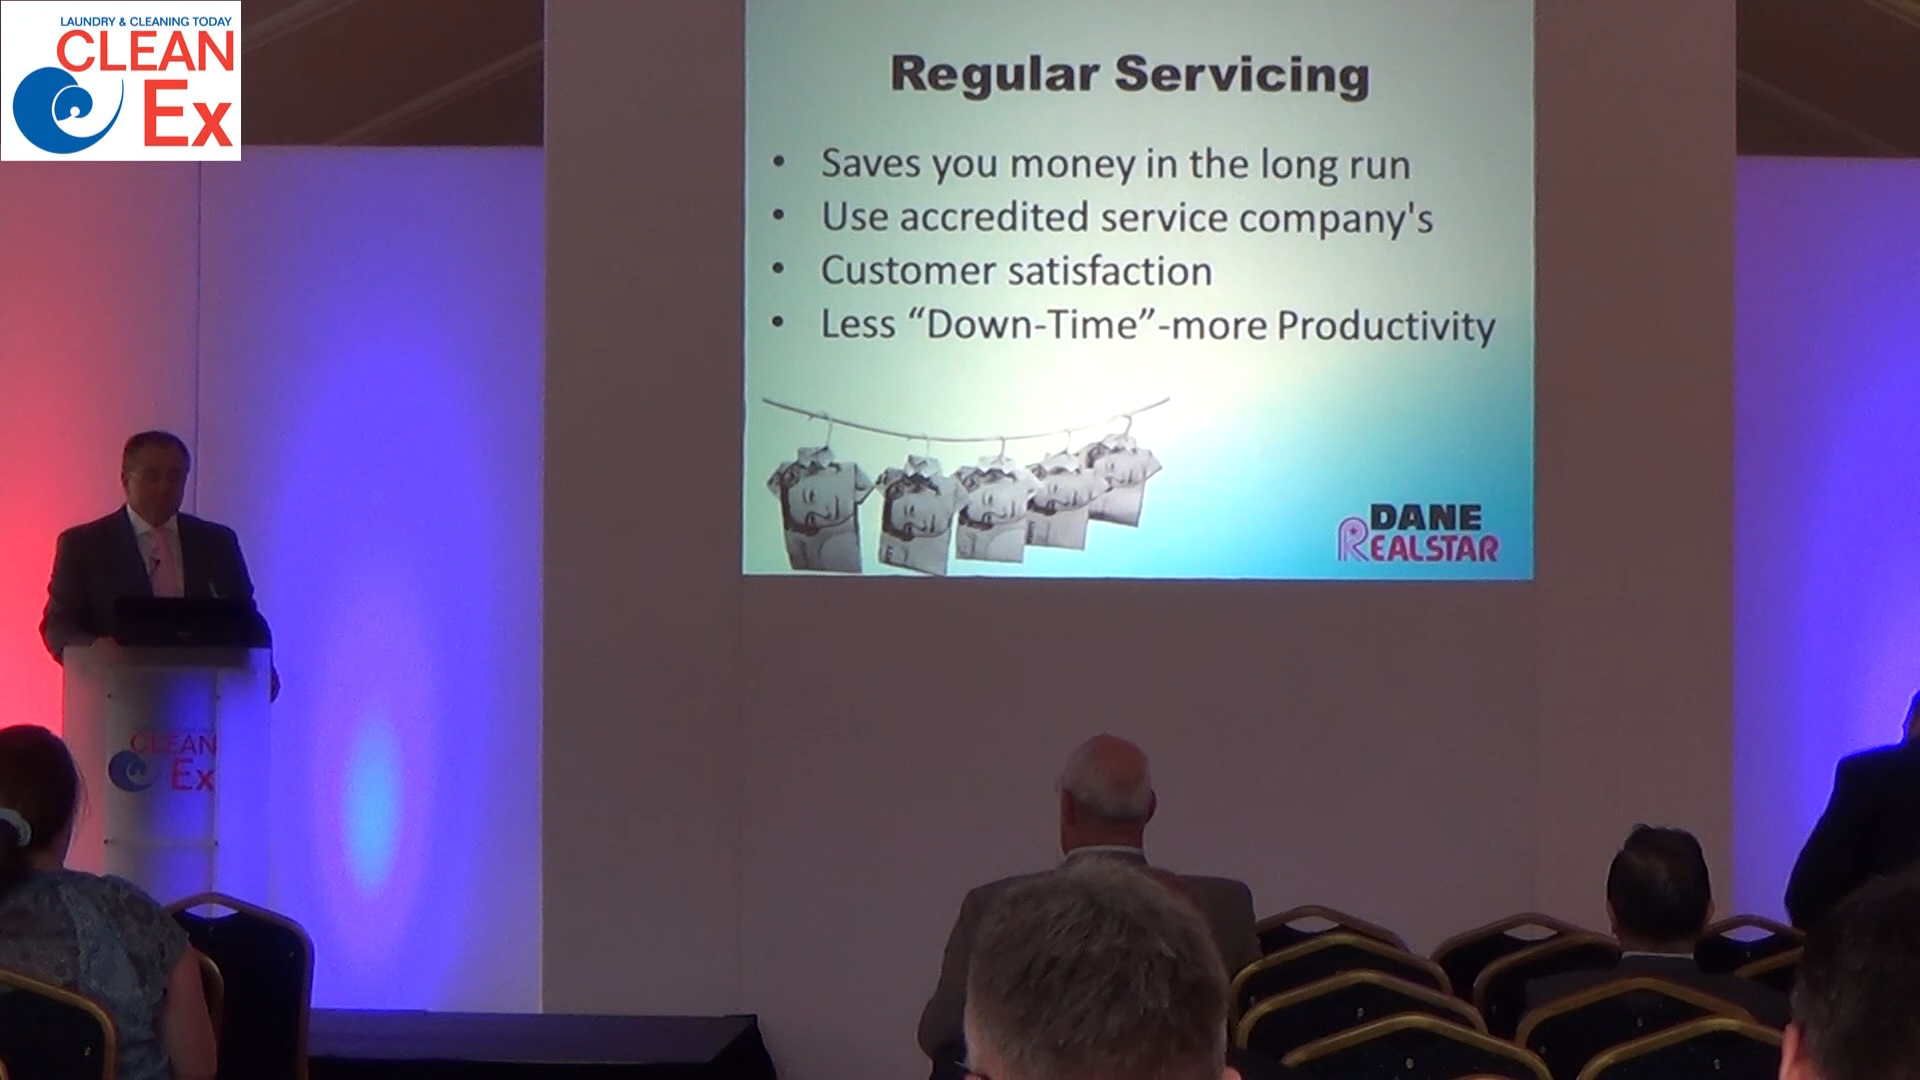 LAUNDRY & CLEANING TODAY
CLEAN
Ex
Regular Servicing
• Saves you money in the long run
• Use accredited service company's
• Customer satisfaction
• Less “Down-Time”-more Productivity
DANE
REALSTAR
CLEAN
Ex